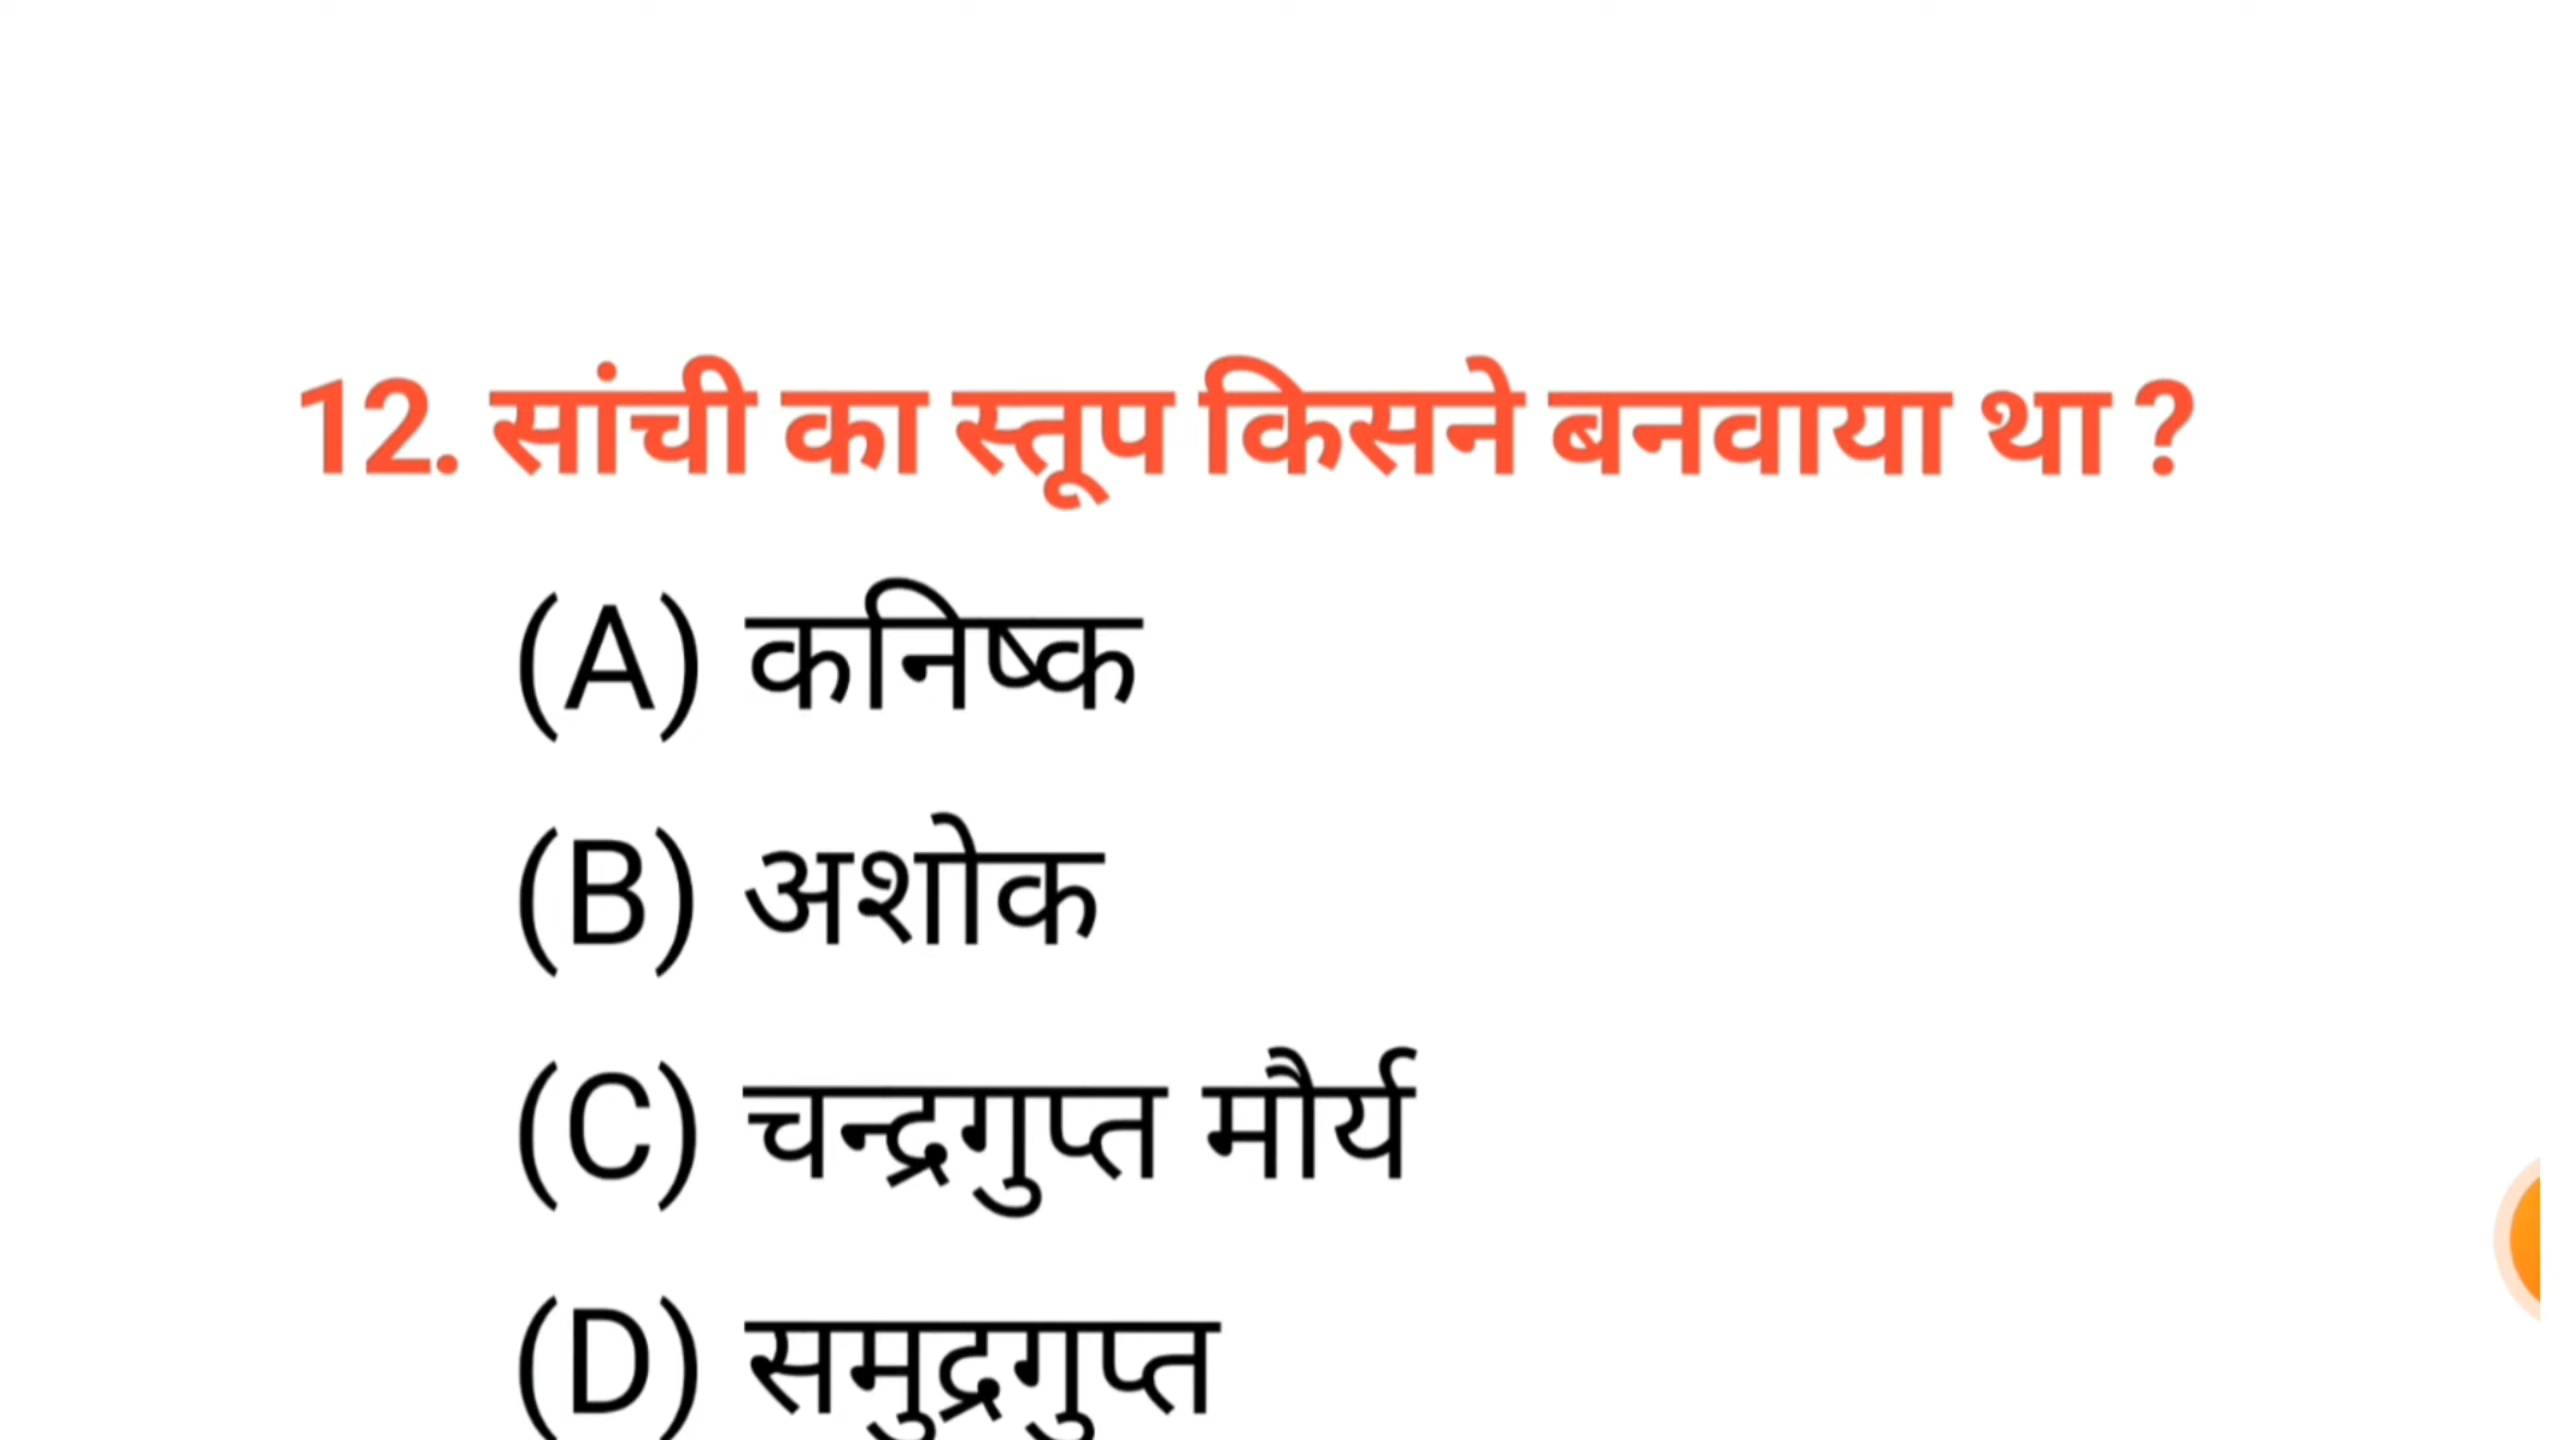 12. सांची का स्तूप किसने बनवाया था ?
(A) कनिष्क
(B) अशोक
(C) चन्द्रगुप्त मौर्य
(D) समुद्रगुप्त